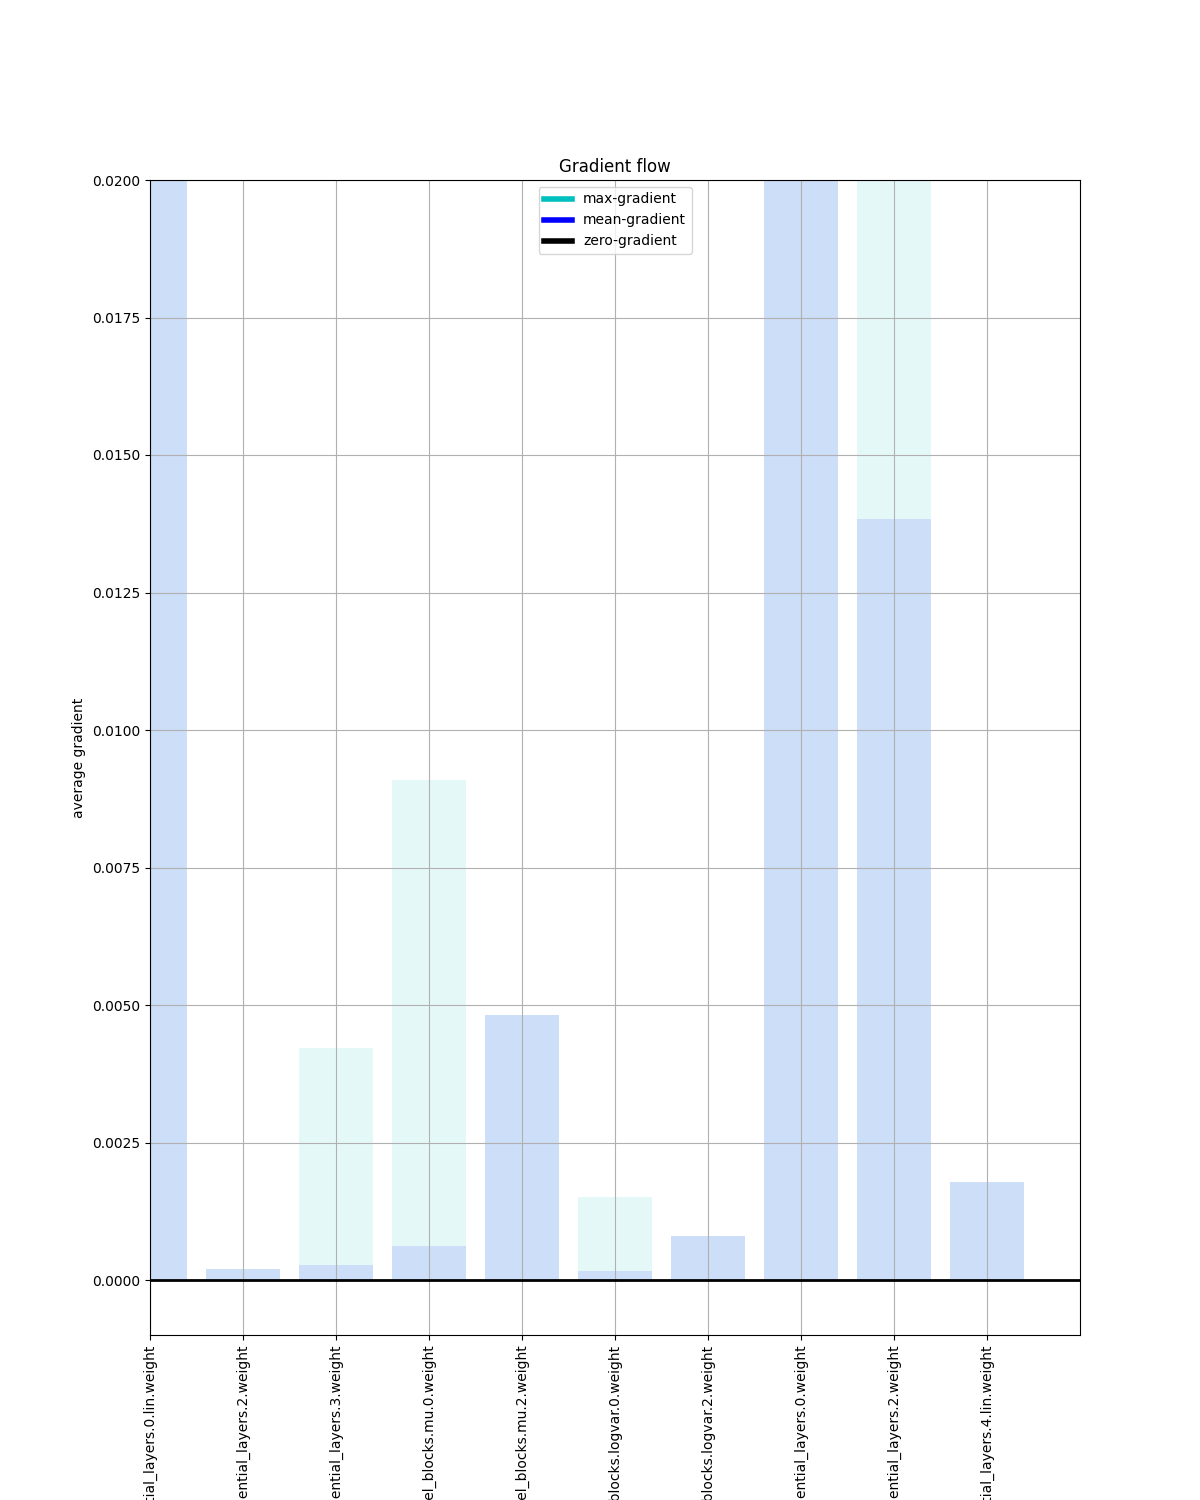 Gradient flow
max-gradient
mean-gradient
zero-gradient
0.0200
0.0175
0.0150
0.0125
0.0100
0.0075
0.0050
0.0025
0.0000
average gradient
tial_layers.0.lin.weight
ential_layers.2.weight
ential_layers.3.weight
el_blocks.mu.0.weight
el_blocks.mu.2.weight
blocks.logvar.0.weight
blocks.logvar.2.weight
ential_layers.0.weight
ential_layers.2.weight
tial_layers.4.lin.weight